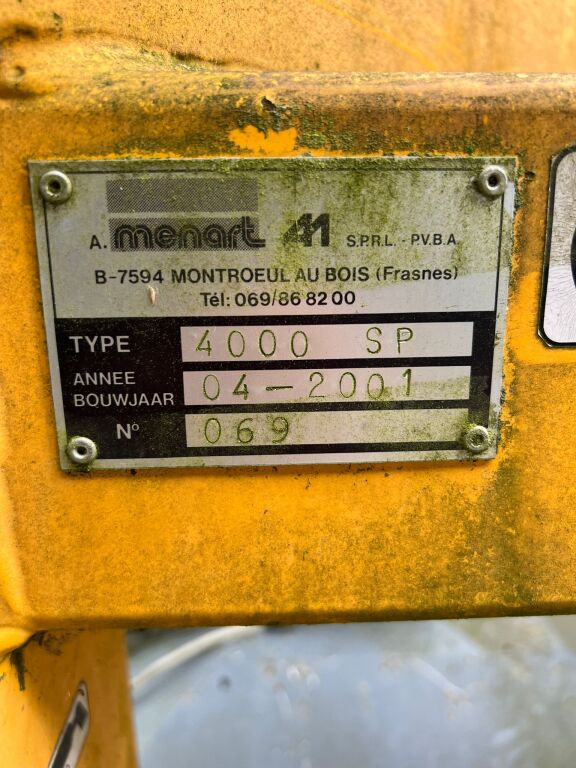 A. menart S.P.R.L. - P.V.B.A.
B-7594 MONTROEUL AU BOIS (Frasnes)
Tél: 069/86 82 00
TYPE 4000 SP
ANNEE
BOUWJAAR 04-2001
Nº 069